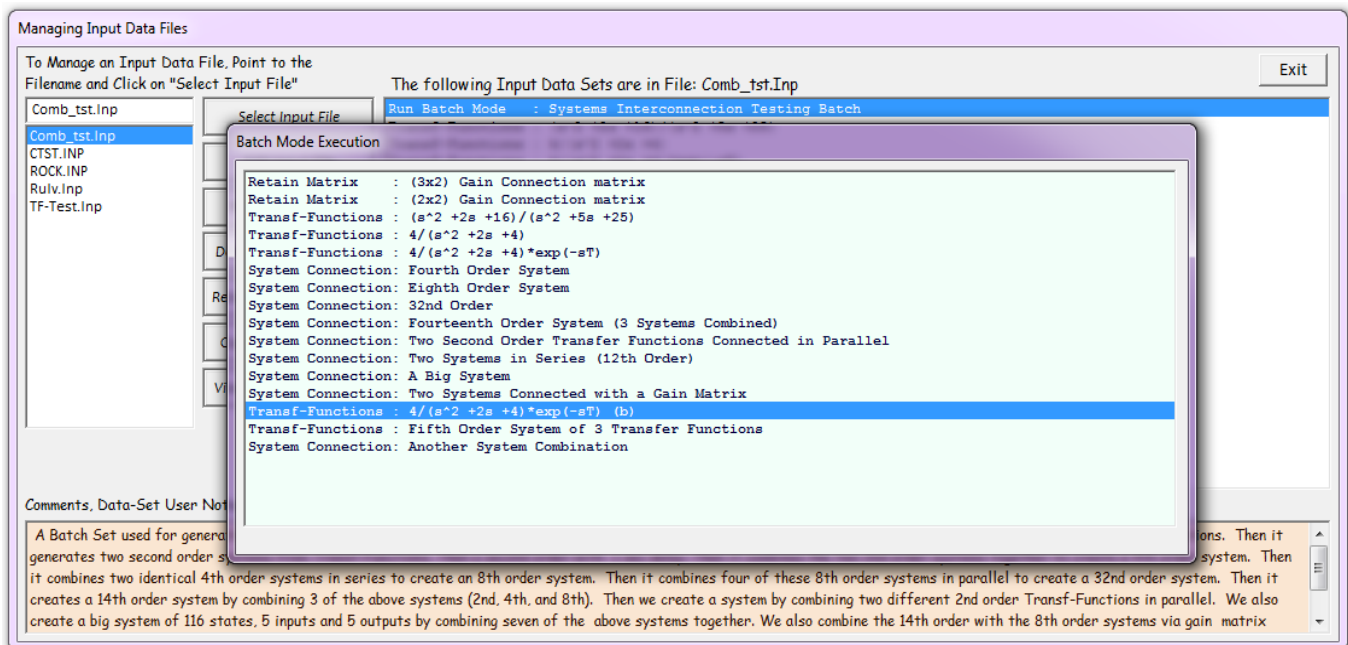 Managing Input Data Files
To Manage an Input Data File, Point to the
Filename and Click on "Select Input File"
The following Input Data Sets are in File: Comb_tst.Inp
Exit
Comb_tst.Inp
Select Input File
Run Batch Mode : Systems Interconnection Testing Batch
Comb_tst.Inp
CTST.INP
ROCK.INP
Rulv.Inp
TF-Test.Inp
Batch Mode Execution
Retain Matrix : (3x2) Gain Connection matrix
Retain Matrix : (2x2) Gain Connection matrix
Transf-Functions : (s^2 +2s +16)/(s^2 +5s +25)
Transf-Functions : 4/(s^2 +2s +4)
Transf-Functions : 4/(s^2 +2s +4)*exp(-sT)
System Connection: Fourth Order System
System Connection: Eighth Order System
System Connection: 32nd Order
System Connection: Fourteenth Order System (3 Systems Combined)
System Connection: Two Second Order Transfer Functions Connected in Parallel
System Connection: Two Systems in Series (12th Order)
System Connection: A Big System
System Connection: Two Systems Connected with a Gain Matrix
Transf-Functions : 4/(s^2 +2s +4)*exp(-sT) (b)
Transf-Functions : Fifth Order System of 3 Transfer Functions
System Connection: Another System Combination
Comments, Data-Set User
A Batch Set used for ons. Then it
generates two second order system. Then
it combines two identical 4th order systems in series to create an 8th order system. Then it combines four of these 8th order systems in parallel to create a 32nd order system. Then it
creates a 14th order system by combining 3 of the above systems (2nd, 4th, and 8th). Then we create a system by combining two different 2nd order Transf-Functions in parallel. We also
create a big system of 116 states, 5 inputs and 5 outputs by combining seven of the above systems together. We also combine the 14th order with the 8th order systems via gain matrix